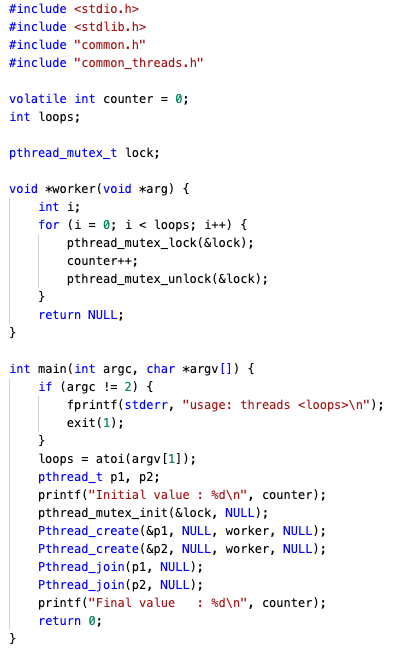 #include <stdio.h>
#include <stdlib.h>
#include "common.h"
#include "common_threads.h"

volatile int counter = 0;
int loops;

pthread_mutex_t lock;

void *worker(void *arg) {
    int i;
    for (i = 0; i < loops; i++) {
        pthread_mutex_lock(&lock);
        counter++;
        pthread_mutex_unlock(&lock);
    }
    return NULL;
}

int main(int argc, char *argv[]) {
    if (argc != 2) {
        fprintf(stderr, "usage: threads <loops>\n");
        exit(1);
    }
    loops = atoi(argv[1]);
    pthread_t p1, p2;
    printf("Initial value : %d\n", counter);
    pthread_mutex_init(&lock, NULL);
    Pthread_create(&p1, NULL, worker, NULL);
    Pthread_create(&p2, NULL, worker, NULL);
    Pthread_join(p1, NULL);
    Pthread_join(p2, NULL);
    printf("Final value   : %d\n", counter);
    return 0;
}